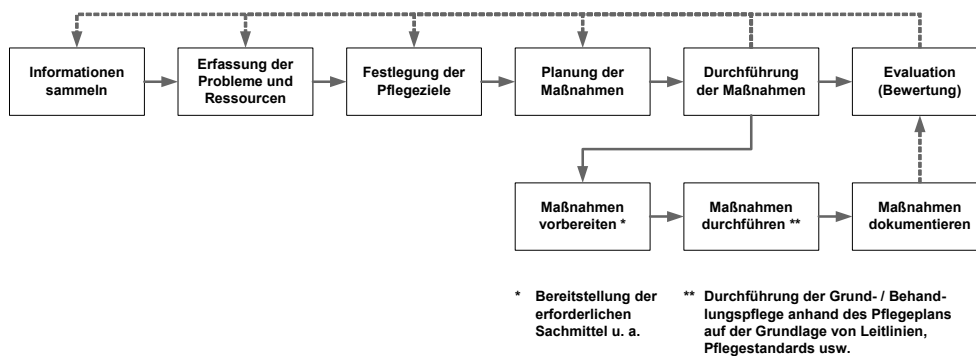 Informationen
sammeln
Erfassung der
Probleme und
Ressourcen
Festlegung der
Pflegeziele
Planung der
Maßnahmen
Durchführung
der Maßnahmen
Evaluation
(Bewertung)
Maßnahmen
vorbereiten *
Maßnahmen
durchführen **
Maßnahmen
dokumentieren
* Bereitstellung der
erforderlichen
Sachmittel u. a.
** Durchführung der Grund- / Behand-
lungspflege anhand des Pflegeplans
auf der Grundlage von Leitlinien,
Pflegestandards usw.